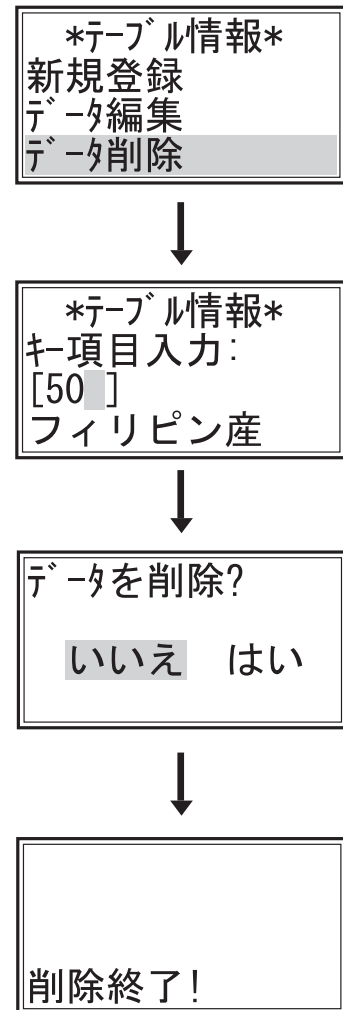 *ﾃｰﾌﾞﾙ情報*
新規登録
ﾃﾞｰﾀ編集
ﾃﾞｰﾀ削除
*ﾃｰﾌﾞﾙ情報*
ｷｰ項目入力:
[50 ]
フィリピン産
ﾃﾞｰﾀを削除?
いいえ はい
削除終了!